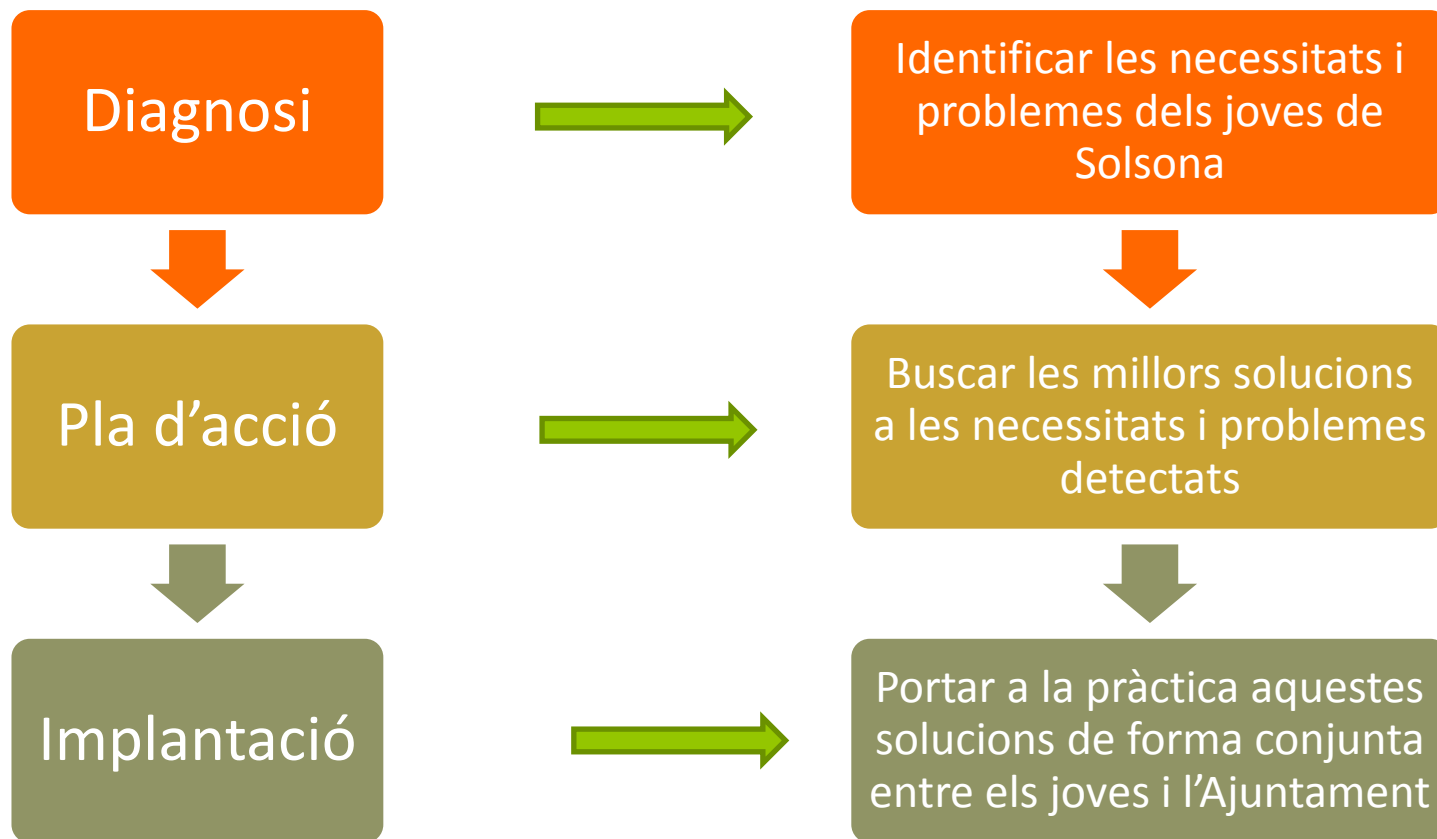 Diagnosi
Identificar les necessitats i
problemes dels joves de
Solsona
Pla d’acció
Buscar les millors solucions
a les necessitats i problemes
detectats
Implantació
Portar a la pràctica aquestes
solucions de forma conjunta
entre els joves i l’Ajuntament